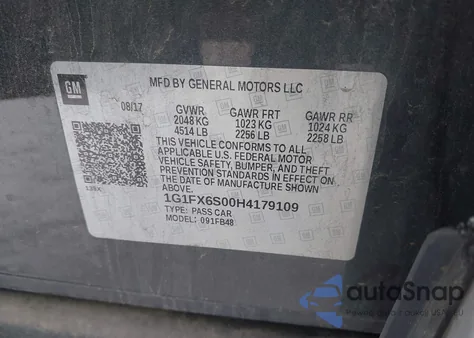 GM
MFD BY GENERAL MOTORS LLC
08/17 GVWR GAWR FRT GAWR RR
2048 KG 1023 KG 1024 KG
4514 LB 2256 LB 2258 LB
THIS VEHICLE CONFORMS TO ALL
APPLICABLE U.S. FEDERAL MOTOR
VEHICLE SAFETY, BUMPER, AND THEFT
PREVENTION STANDARDS IN EFFECT ON
THE DATE OF MANUFACTURE SHOWN
ABOVE.
1G1FX6S00H4179109
TYPE: PASS CAR
MODEL: 091FB48
autoSnap